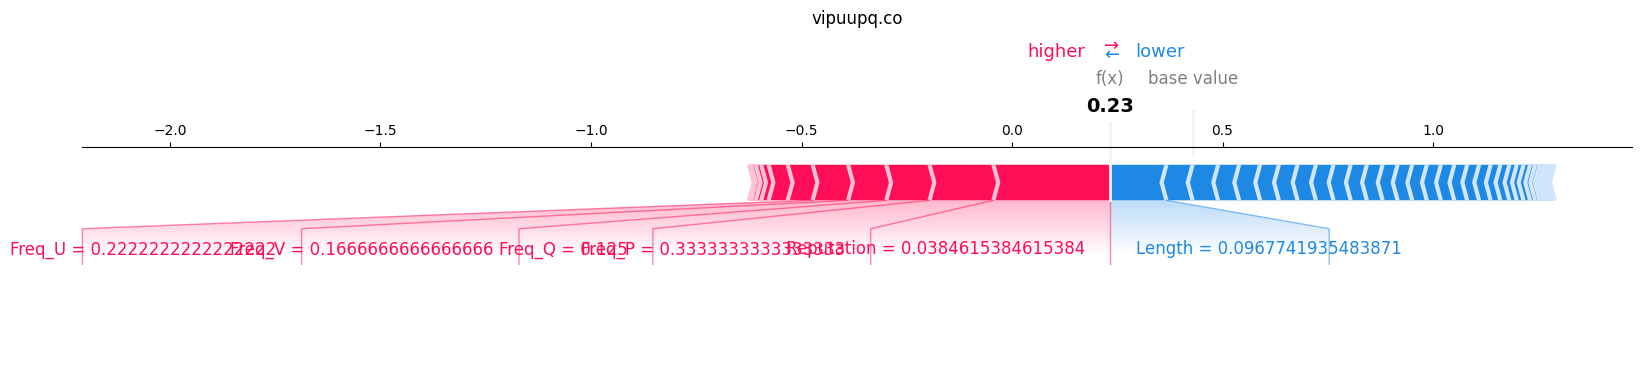 vipuupq.co
higher → ← lower
f(x) base value
0.23
−2.0 −1.5 −1.0 −0.5 0.0 0.5 1.0
Freq_U = 0.2222222222222222 Freq_V = 0.1666666666666666 Freq_Q = 0.125 Freq_P = 0.3333333333333333 Reputation = 0.0384615384615384 Length = 0.0967741935483871